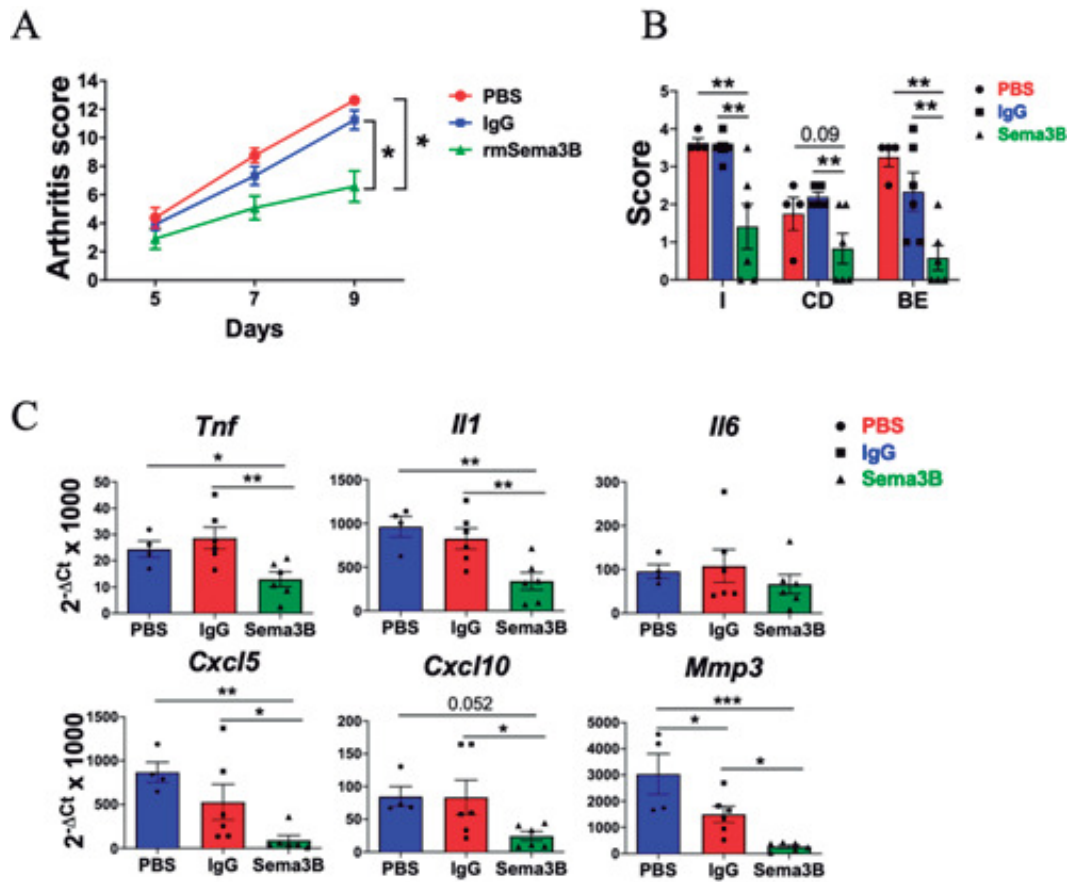 A
Arthritis score
14
12
10
8
6
4
2
0
5 7 9
Days
PBS
IgG
rmSema3B
*
*
B
Score
5
4
3
2
1
0
** ** 0.09 ** ** **
I CD BE
PBS
IgG
Sema3B
C
Tnf
2-ΔCt x 1000
50
40
30
20
10
0
*
**
PBS IgG Sema3B
Il1
1500
1000
500
0
**
**
PBS IgG Sema3B
Il6
300
200
100
0
PBS IgG Sema3B
PBS
IgG
Sema3B
Cxcl5
2-ΔCt x 1000
1500
1000
500
0
**
*
PBS IgG Sema3B
Cxcl10
200
150
100
50
0
0.052
*
PBS IgG Sema3B
Mmp3
5000
4000
3000
2000
1000
0
***
*
*
PBS IgG Sema3B